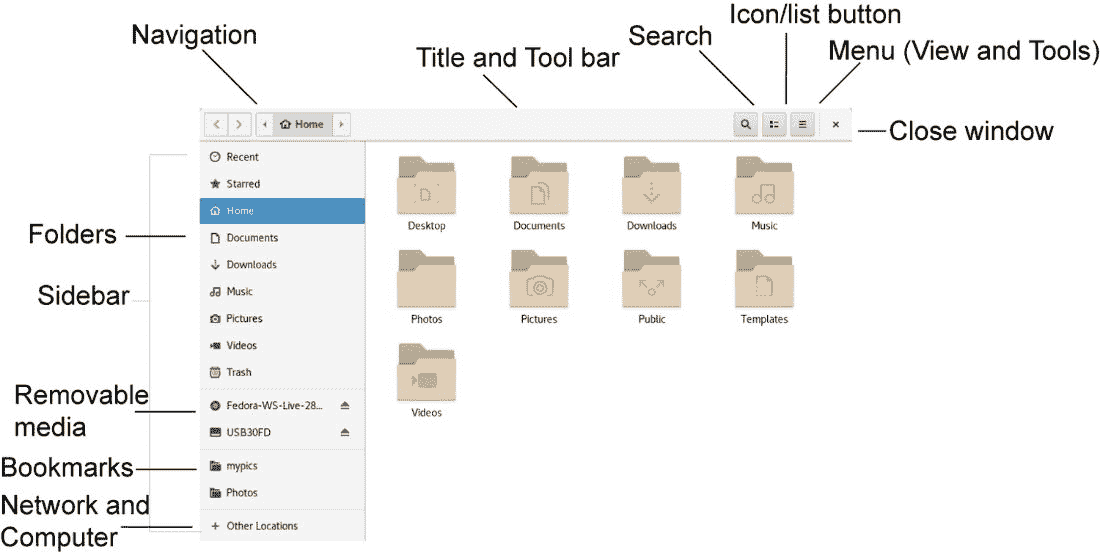 Icon/list button
Navigation
Search
Title and Tool bar
Menu (View and Tools)
Home
Close window
Recent
Starred
Home
Folders
Documents
Downloads
Sidebar
Music
Pictures
Videos
Trash
Removable
media
Fedora-WS-Live-28...
USB30FD
Bookmarks
mypics
Photos
Network and
Computer
Other Locations
Desktop
Documents
Downloads
Music
Photos
Pictures
Public
Templates
Videos